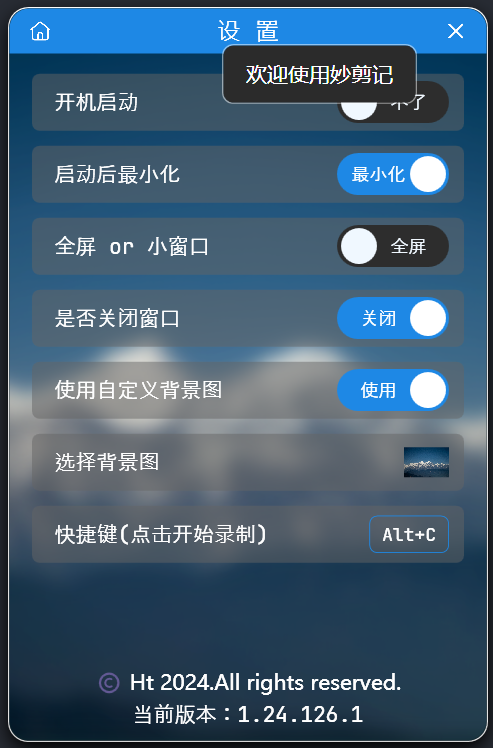 设 置
欢迎使用妙剪记
开机启动
启动后最小化 最小化
全屏 or 小窗口 全屏
是否关闭窗口 关闭
使用自定义背景图 使用
选择背景图
快捷键(点击开始录制) Alt+C
© Ht 2024.All rights reserved.
当前版本：1.24.126.1